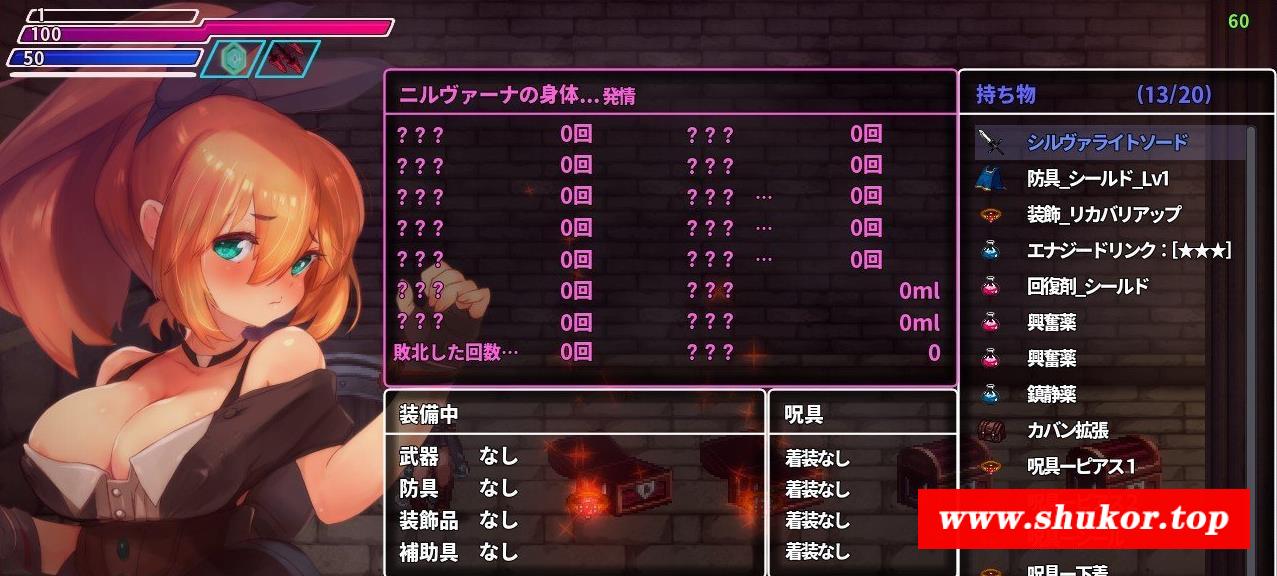 1
100
50
60
ニルヴァーナの身体...発情
??? 0回 ??? 0回
??? 0回 ??? 0回
??? 0回 ??? … 0回
??? 0回 ??? … 0回
??? 0回 ??? … 0回
??? 0回 ??? 0ml
??? 0回 ??? 0ml
敗北した回数… 0回 ??? 0
装備中
武器 なし
防具 なし
装飾品 なし
補助具 なし
呪具
着装なし
着装なし
着装なし
着装なし
持ち物 (13/20)
シルヴァライトソード
防具_シールド_Lv1
装飾_リカバリアップ
エナジードリンク:[★★★]
回復剤_シールド
興奮薬
興奮薬
鎮静薬
カバン拡張
呪具ーピアス1
呪具ー下着
www.shukor.top